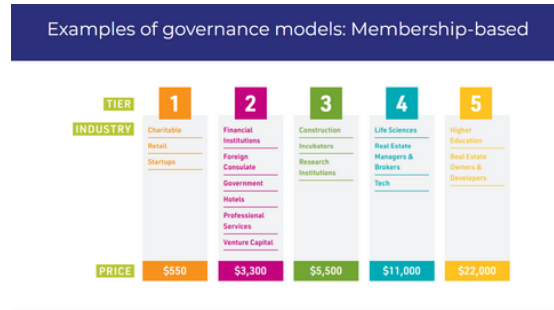 Examples of governance models: Membership-based
TIER 1 2 3 4 5
INDUSTRY
Charitable
Retail
Startups
Financial
Institutions
Foreign
Consulate
Government
Hotels
Professional
Services
Venture Capital
Construction
Incubators
Research
Institutions
Life Sciences
Real Estate
Managers &
Brokers
Tech
Higher
Education
Real Estate
Owners &
Developers
PRICE $550 $3,300 $5,500 $11,000 $22,000